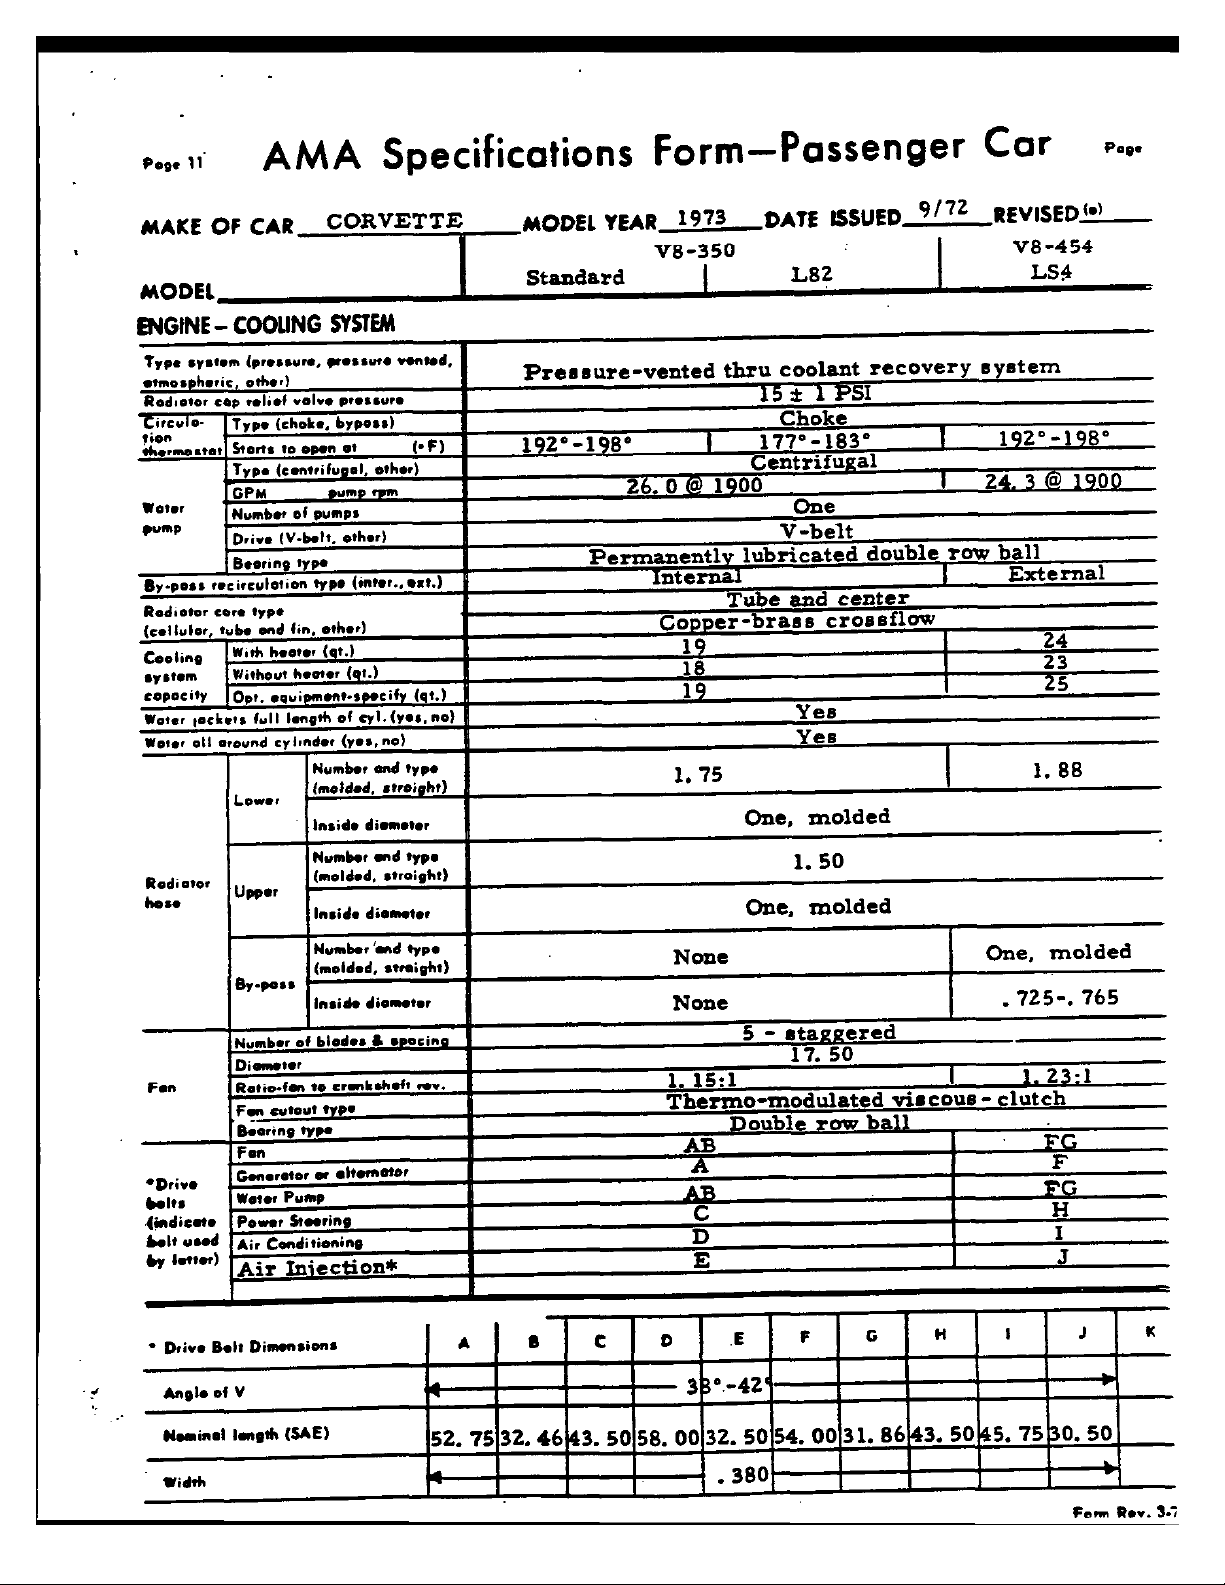 Page 11 AMA Specifications Form—Passenger Car Page
MAKE OF CAR CORVETTE MODEL YEAR 1973 DATE ISSUED 9/72 REVISED(•)
V8-350 V8-454
MODEL Standard L82 LS4
ENGINE – COOLING SYSTEM
Type system (pressure, pressure vented, atmospheric, other) Pressure-vented thru coolant recovery system
Radiator cap relief valve pressure 15 ± 1 PSI
Circulation thermostat Type (choke, bypass) Choke
Starts to open at (°F) 192°-198° 177°-183° 192°-198°
Water pump Type (centrifugal, other) Centrifugal
GPM pump rpm 26.0 @ 1900 24.3 @ 1900
Number of pumps One
Drive (V-belt, other) V-belt
Bearing type Permanently lubricated double row ball
By-pass recirculation type (inter., ext.) Internal External
Radiator core type Tube and center
(cellular, tube and fin, other) Copper-brass crossflow
Cooling system capacity With heater (qt.) 19 24
Without heater (qt.) 18 23
Opt. equipment-specify (qt.) 19 25
Water jackets full length of cyl. (yes, no) Yes
Water all around cylinder (yes, no) Yes
Radiator hose Lower Number and type (molded, straight) 1.75 1.88
Inside diameter One, molded
Upper Number and type (molded, straight) 1.50
Inside diameter One, molded
By-pass Number and type (molded, straight) None One, molded
Inside diameter None .725-.765
Fan Number of blades & spacing 5 - staggered
Diameter 17.50
Ratio-fan to crankshaft rev. 1.15:1 1.23:1
Fan cutout type Thermo-modulated viscous-clutch
Bearing type Double row ball
*Drive belts (indicate belt used by letter) Fan AB FG
Generator or alternator A F
Water Pump AB FG
Power Steering C H
Air Conditioning D I
Air Injection* E J
* Drive Belt Dimensions A B C D E F G H I J K
Angle of V 38°-42°
Nominal length (SAE) 52.75 32.46 43.50 58.00 32.50 54.00 31.86 43.50 45.75 30.50
Width .380
Form Rev. 3-7